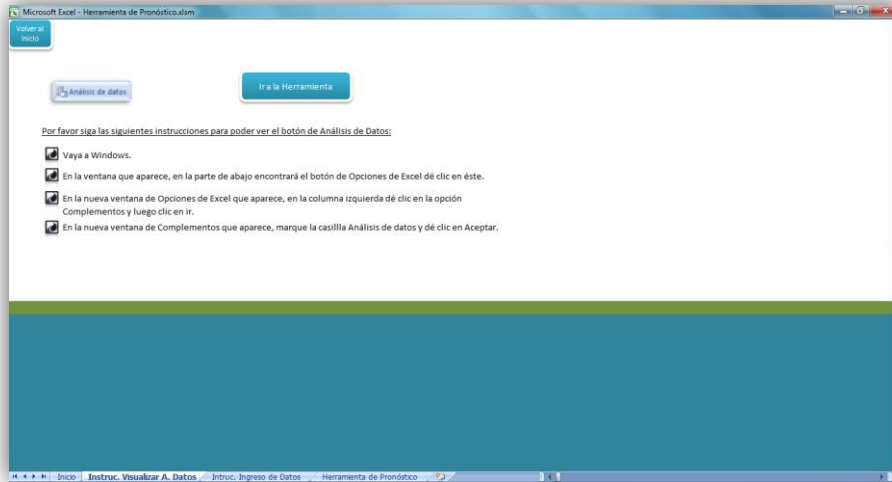 Microsoft Excel - Herramienta de Pronóstico.xlsm
Volver al
Inicio
Análisis de datos
Ir a la Herramienta
Por favor siga las siguientes instrucciones para poder ver el botón de Análisis de Datos:
Vaya a Windows.
En la ventana que aparece, en la parte de abajo encontrará el botón de Opciones de Excel dé clic en éste.
En la nueva ventana de Opciones de Excel que aparece, en la columna izquierda dé clic en la opción
Complementos y luego clic en ir.
En la nueva ventana de Complementos que aparece, marque la casillla Análisis de datos y dé clic en Aceptar.
Inicio Instruc. Visualizar A. Datos Intruc. Ingreso de Datos Herramenta de Pronóstico